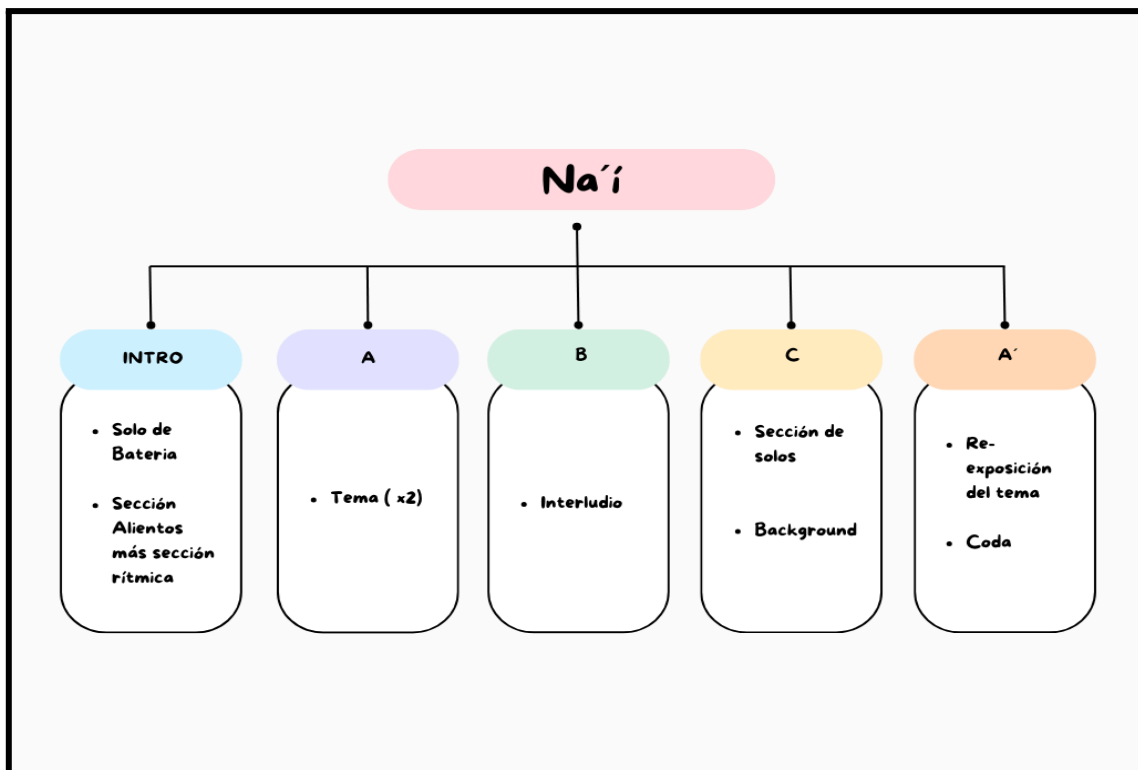 Na´í
INTRO
• Solo de
Bateria
• Sección
Alientos
más sección
rítmica
A
• Tema ( x2)
B
• Interludio
C
• Sección de
solos
• Background
A´
• Re-
exposición
del tema
• Coda